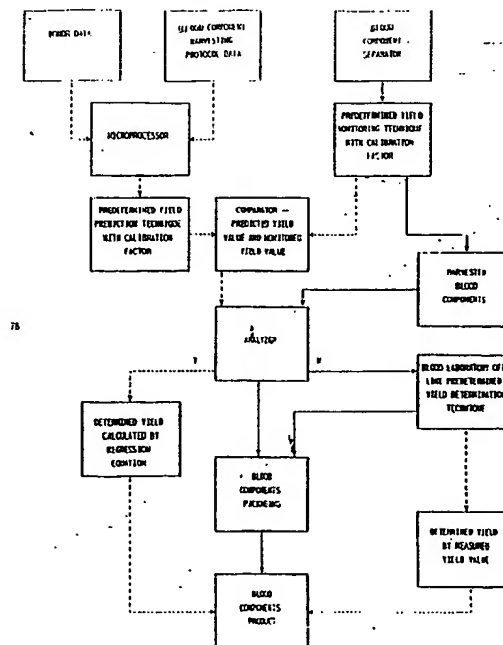 DONOR DATA
BLOOD COMPONENT
HARVESTING
PROTOCOL DATA
BLOOD
COMPONENT
SEPARATOR
MICROPROCESSOR
PREDETERMINED YIELD
MONITORING TECHNIQUE
WITH CALIBRATION
FACTOR
PREDETERMINED YIELD
PREDICTION TECHNIQUE
WITH CALIBRATION
FACTOR
COMPARATOR —
PREDICTED YIELD
VALUE AND MONITORED
YIELD VALUE
HARVESTED
BLOOD
COMPONENTS
78
ANALYZER
BLOOD LABORATORY OFF
LINE PREDETERMINED
YIELD DETERMINATION
TECHNIQUE
DETERMINED YIELD
CALCULATED BY
REGRESSION
EQUATION
BLOOD
COMPONENTS
DETERMINED YIELD
BY MEASURED
YIELD VALUE
BLOOD
COMPONENTS
PRODUCT